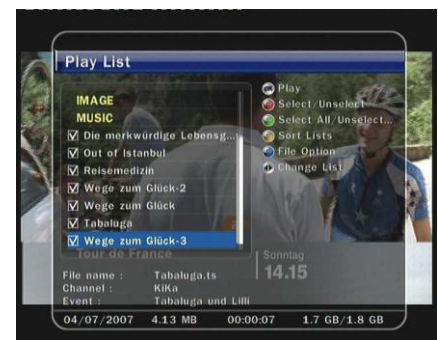 Play List
IMAGE
MUSIC
Die merkwürdige Lebensg...
Out of Istanbul
Reisemedizin
Wege zum Glück-2
Wege zum Glück
Tabaluga
Wege zum Glück-3
Play
Select/Unselect
Select All/Unselect...
Sort Lists
File Option
Change List
Tour de France
Sonntag
14.15
File name : Tabaluga.ts
Channel : KiKa
Event : Tabaluga und Lilli
04/07/2007 4.13 MB 00:00:07 1.7 GB/1.8 GB